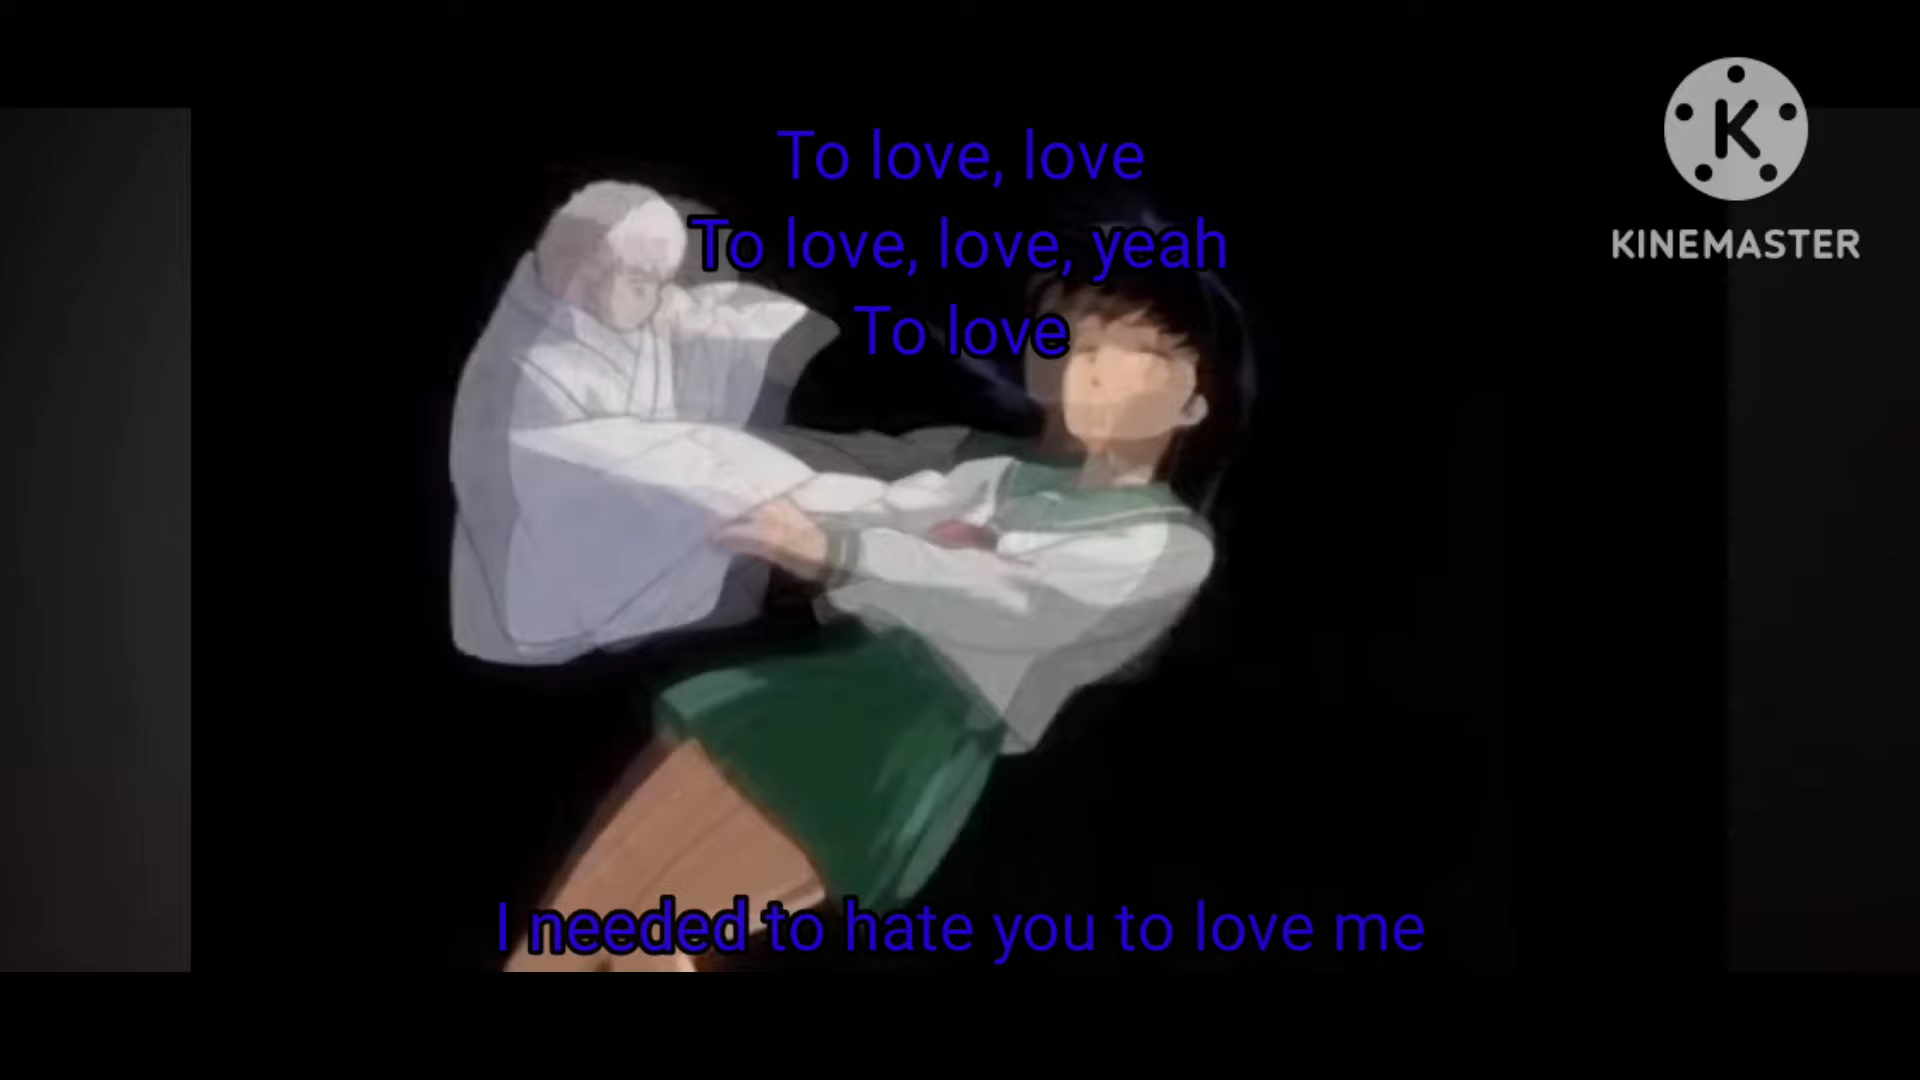 To love, love
To love, love, yeah
To love
K
KINEMASTER
I needed to hate you to love me